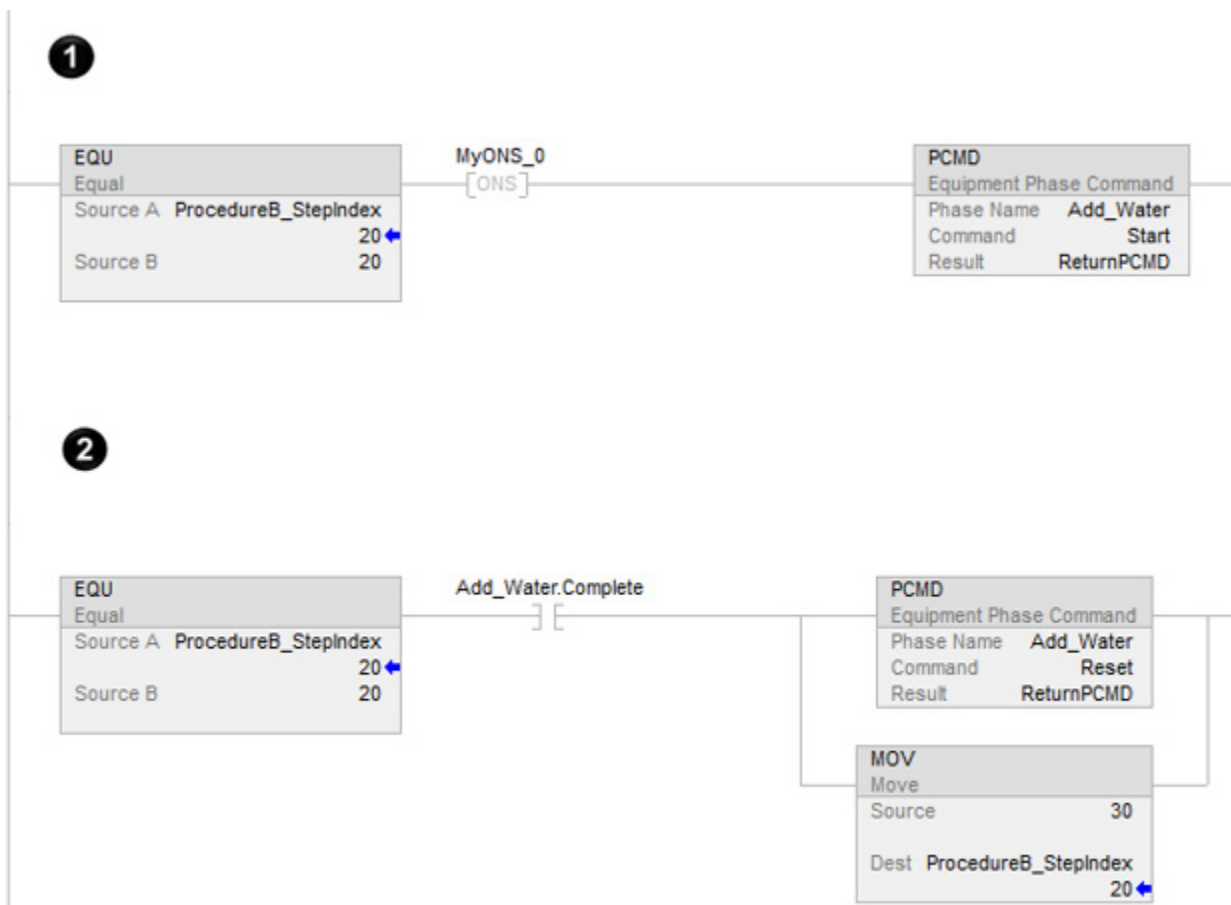 1
EQU
Equal
Source A ProcedureB_StepIndex
20
Source B 20
MyONS_0
ONS
PCMD
Equipment Phase Command
Phase Name Add_Water
Command Start
Result ReturnPCMD
2
EQU
Equal
Source A ProcedureB_StepIndex
20
Source B 20
Add_Water.Complete
PCMD
Equipment Phase Command
Phase Name Add_Water
Command Reset
Result ReturnPCMD
MOV
Move
Source 30
Dest ProcedureB_StepIndex
20